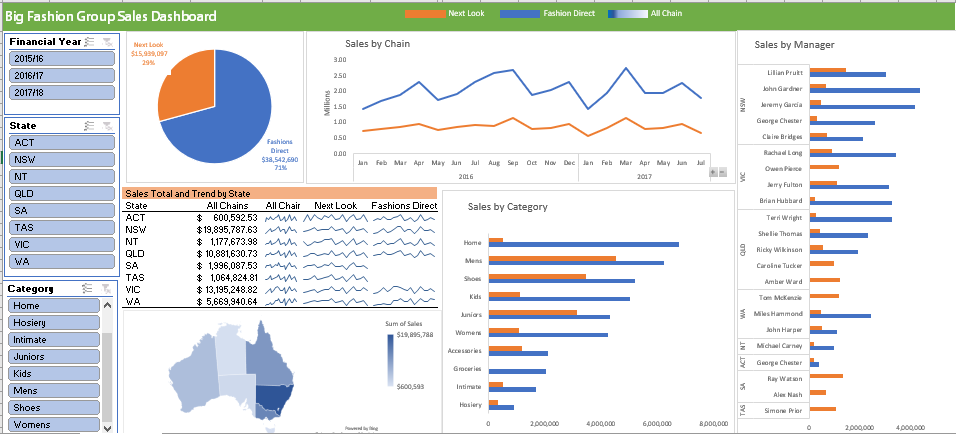 Big Fashion Group Sales Dashboard
Next Look
Fashion Direct
All Chain
Financial Year
2015/16
2016/17
2017/18
State
ACT
NSW
NT
QLD
SA
TAS
VIC
WA
Category
Home
Hosiery
Intimate
Juniors
Kids
Mens
Shoes
Womens
Next Look
$15,939,097
29%
Fashions
Direct
$38,542,690
71%
Sales by Chain
Millions
3.00
2.50
2.00
1.50
1.00
0.50
0.00
Jan Feb Mar Apr May Jun Jul Aug Sep Oct Nov Dec Jan Feb Mar Apr May Jun Jul
2016 2017
Sales Total and Trend by State
State All Chains All Chair Next Look Fashions Direct
ACT $ 600,592.53
NSW $19,895,787.63
NT $ 1,177,673.98
QLD $10,881,630.73
SA $ 1,996,087.53
TAS $ 1,064,824.81
VIC $13,195,248.82
WA $ 5,669,940.64
Sum of Sales
$19,895,788
$600,593
Powered by Bing
Sales by Category
Home
Mens
Shoes
Kids
Juniors
Womens
Accessories
Groceries
Intimate
Hosiery
0 2,000,000 4,000,000 6,000,000 8,000,000
Sales by Manager
NSW
Lillian Pruitt
John Gardner
Jeremy Garcia
George Chester
Claire Bridges
VIC
Rachael Long
Owen Pierce
Jerry Fulton
Brian Hubbard
QLD
Terri Wright
Shellie Thomas
Ricky Wilkinson
Caroline Tucker
Amber Ward
WA
Tom McKenzie
Miles Hammond
John Harper
NT
Michael Carney
ACT
George Chester
SA
Ray Watson
Alex Nash
TAS
Simone Prior
0 2,000,000 4,000,000